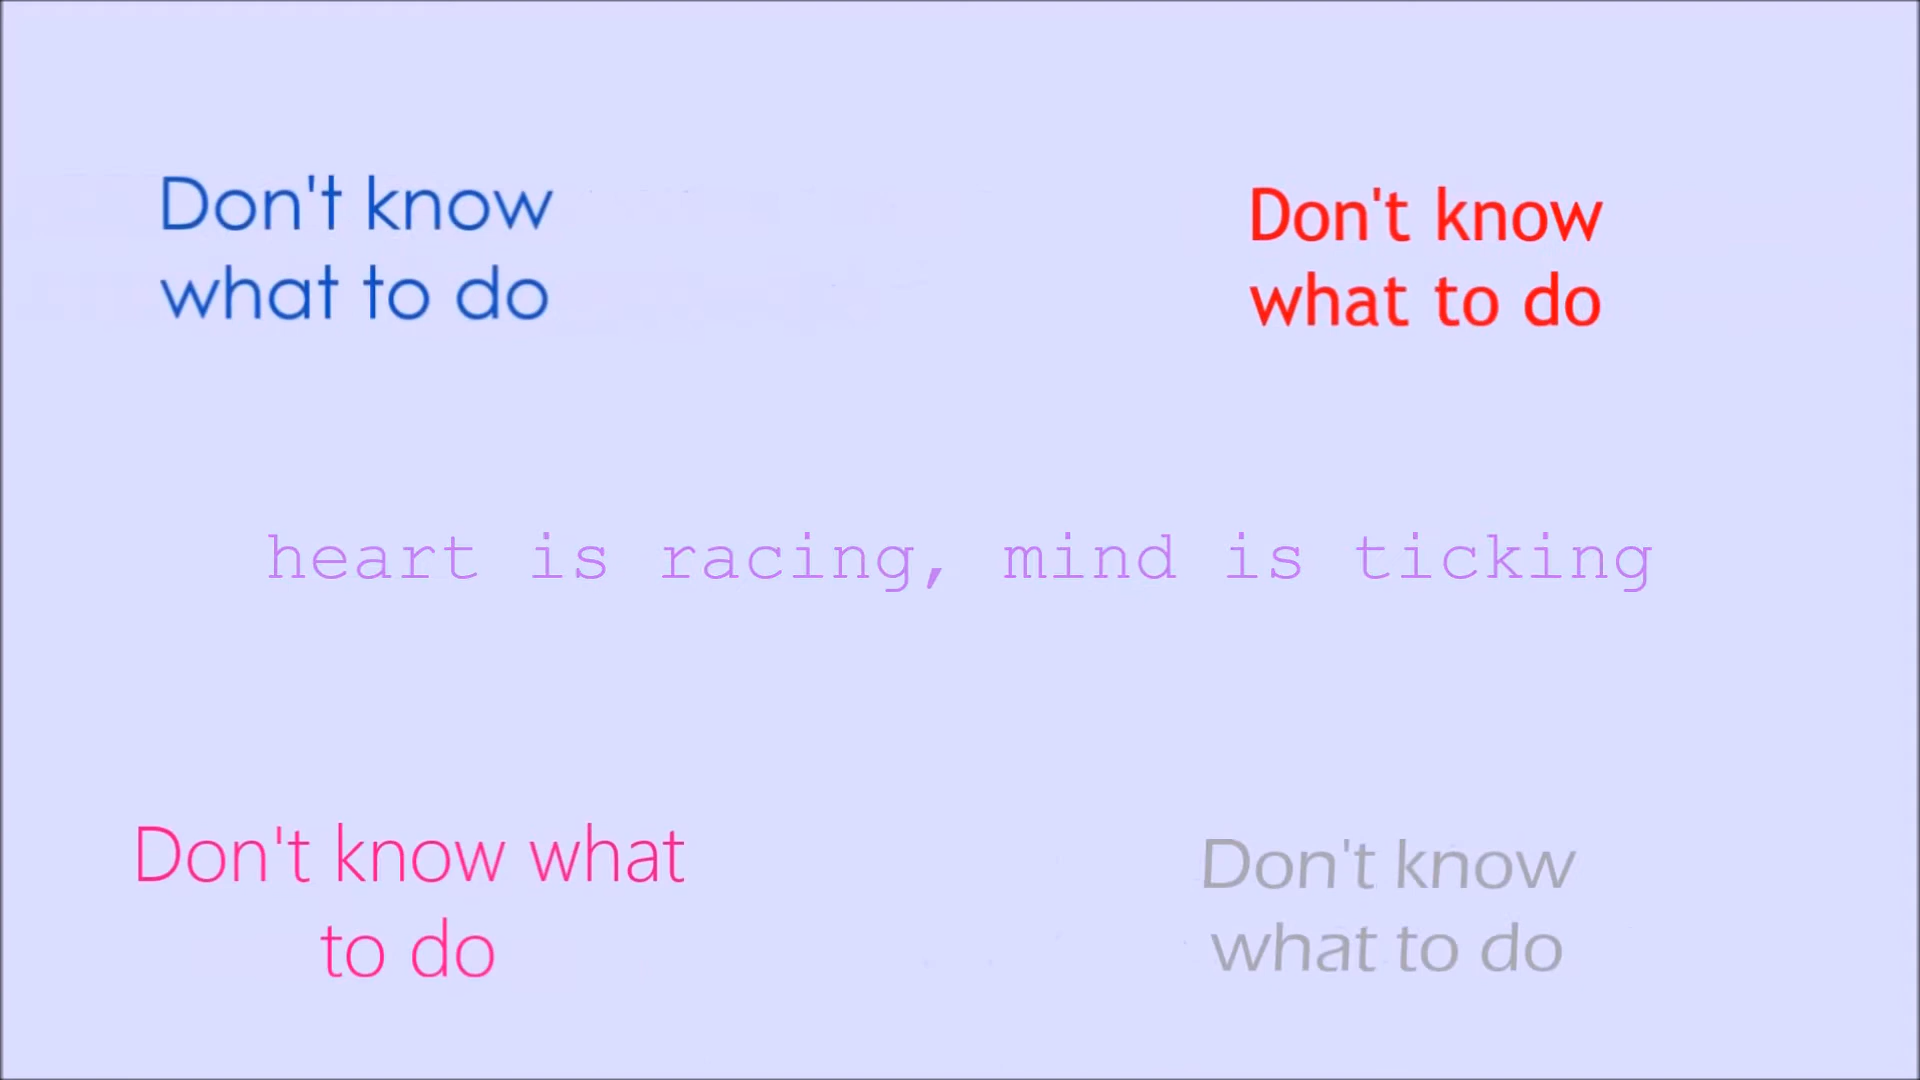 Don't know
what to do
Don't know
what to do
heart is racing, mind is ticking
Don't know what
to do
Don't know
what to do